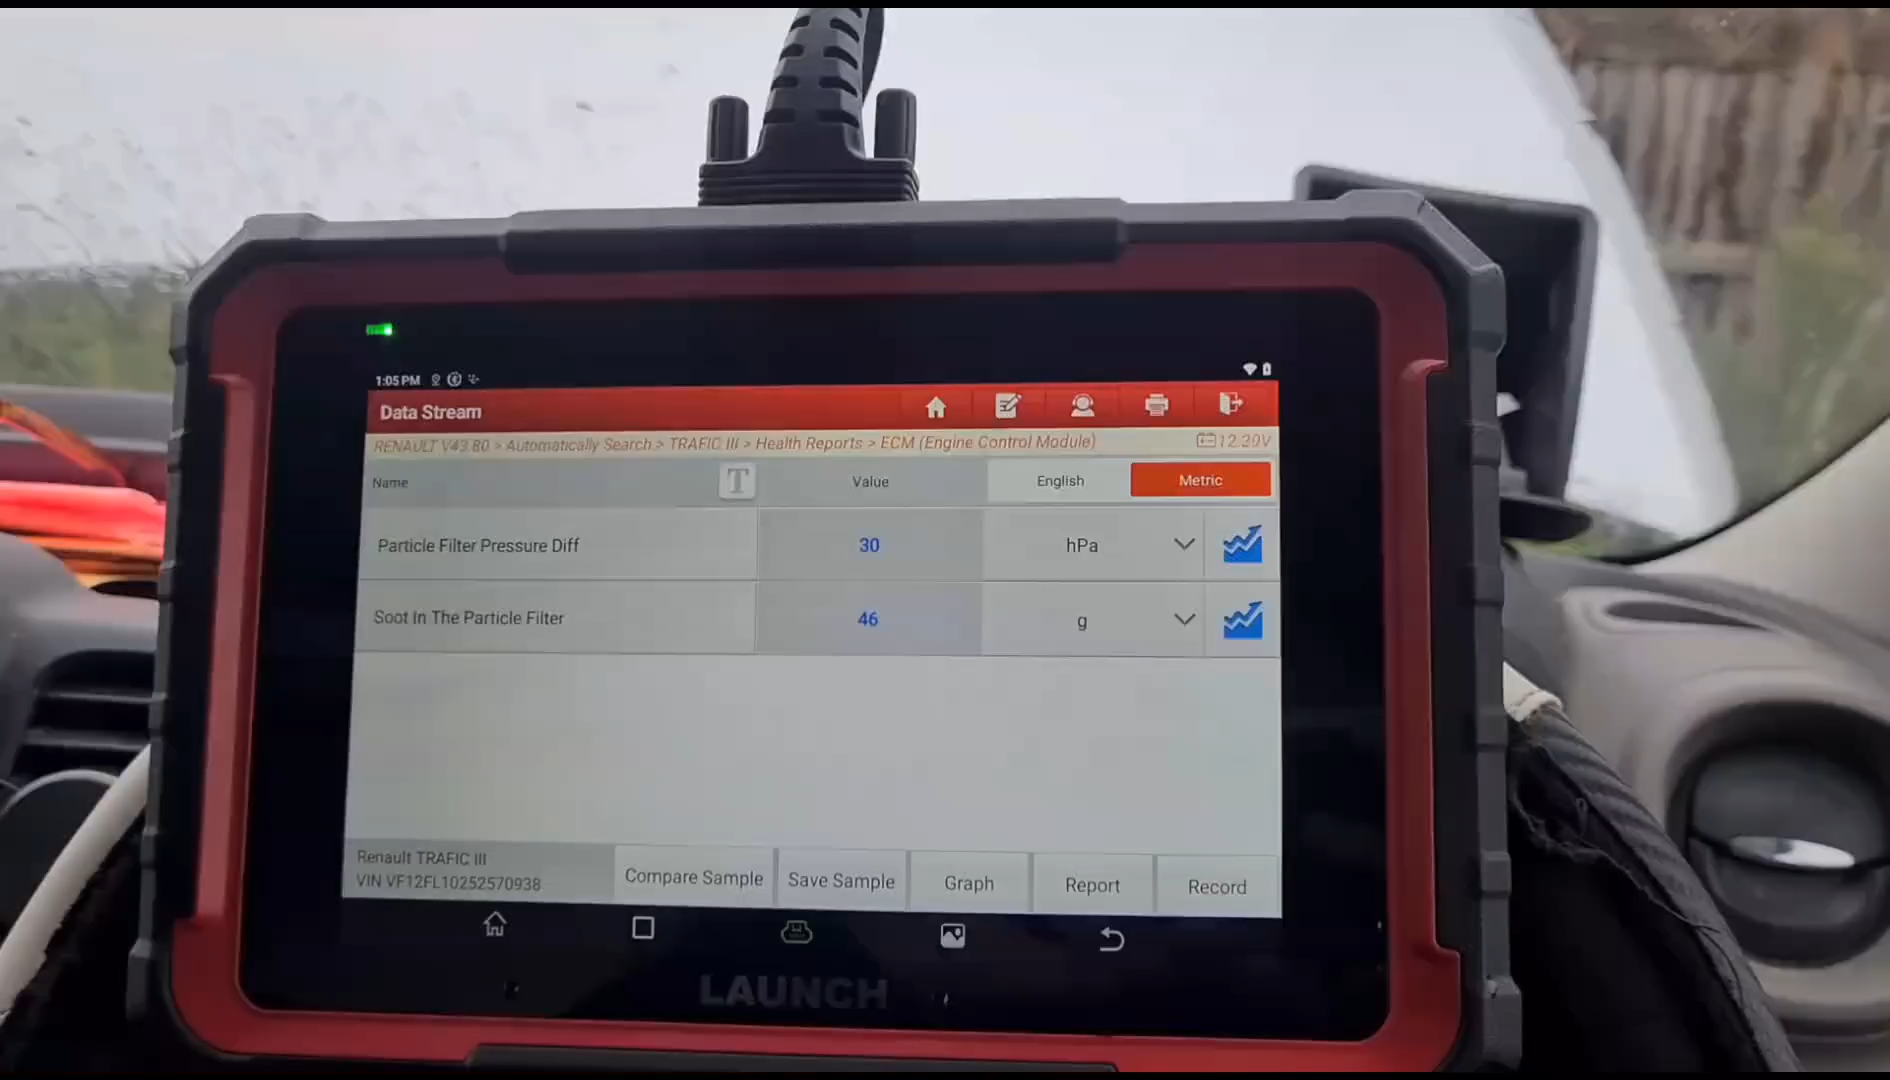 1:05 PM
Data Stream
RENAULT V43.80 > Automatically Search > TRAFIC III > Health Reports > ECM (Engine Control Module)
12.30V
Name
T
Value
English
Metric
Particle Filter Pressure Diff
30
hPa
Soot In The Particle Filter
46
g
Renault TRAFIC III
VIN VF12FL10252570938
Compare Sample
Save Sample
Graph
Report
Record
LAUNCH